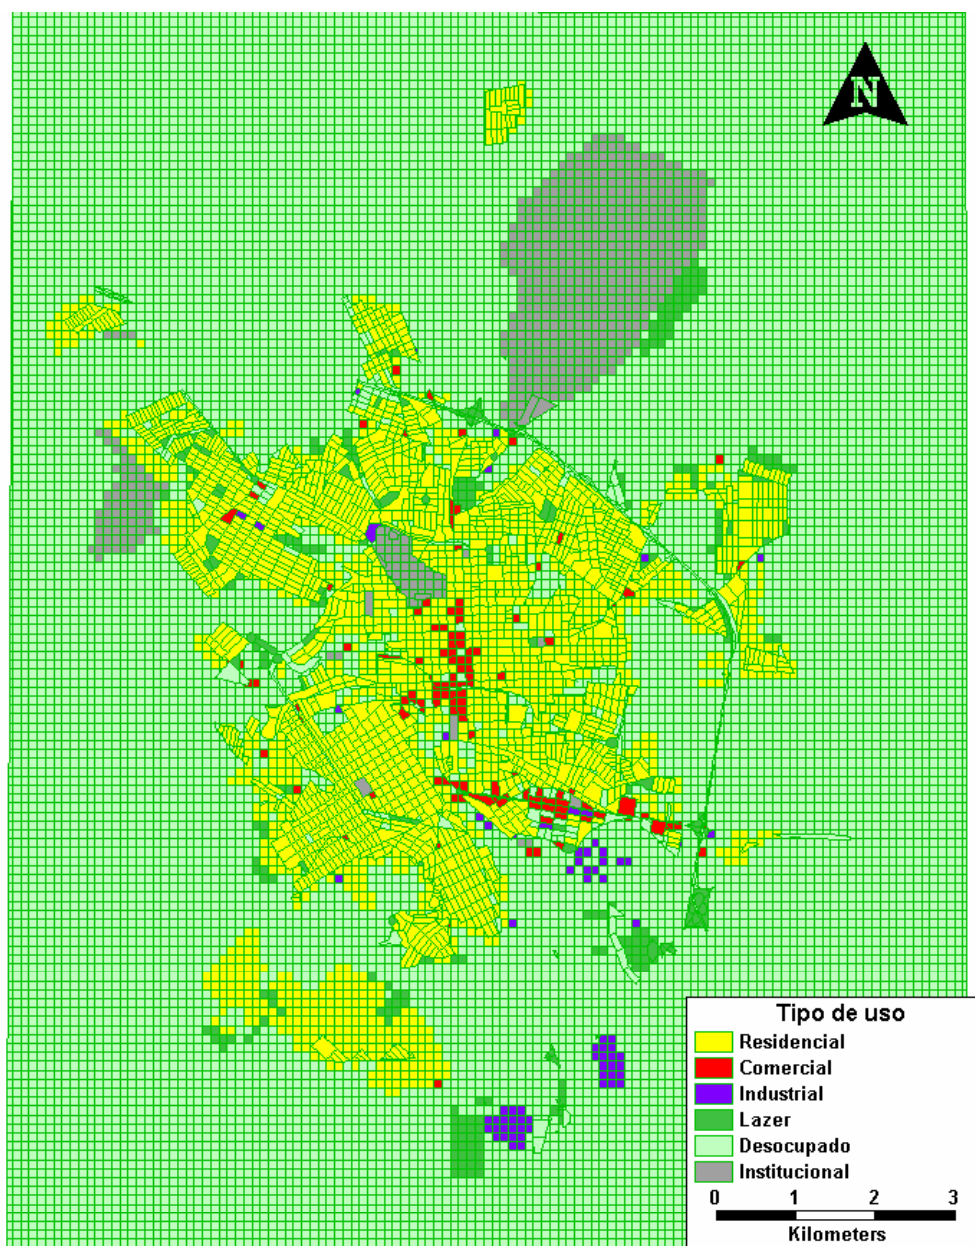 N
Tipo de uso
Residencial
Comercial
Industrial
Lazer
Desocupado
Institucional
0 1 2 3
Kilometers